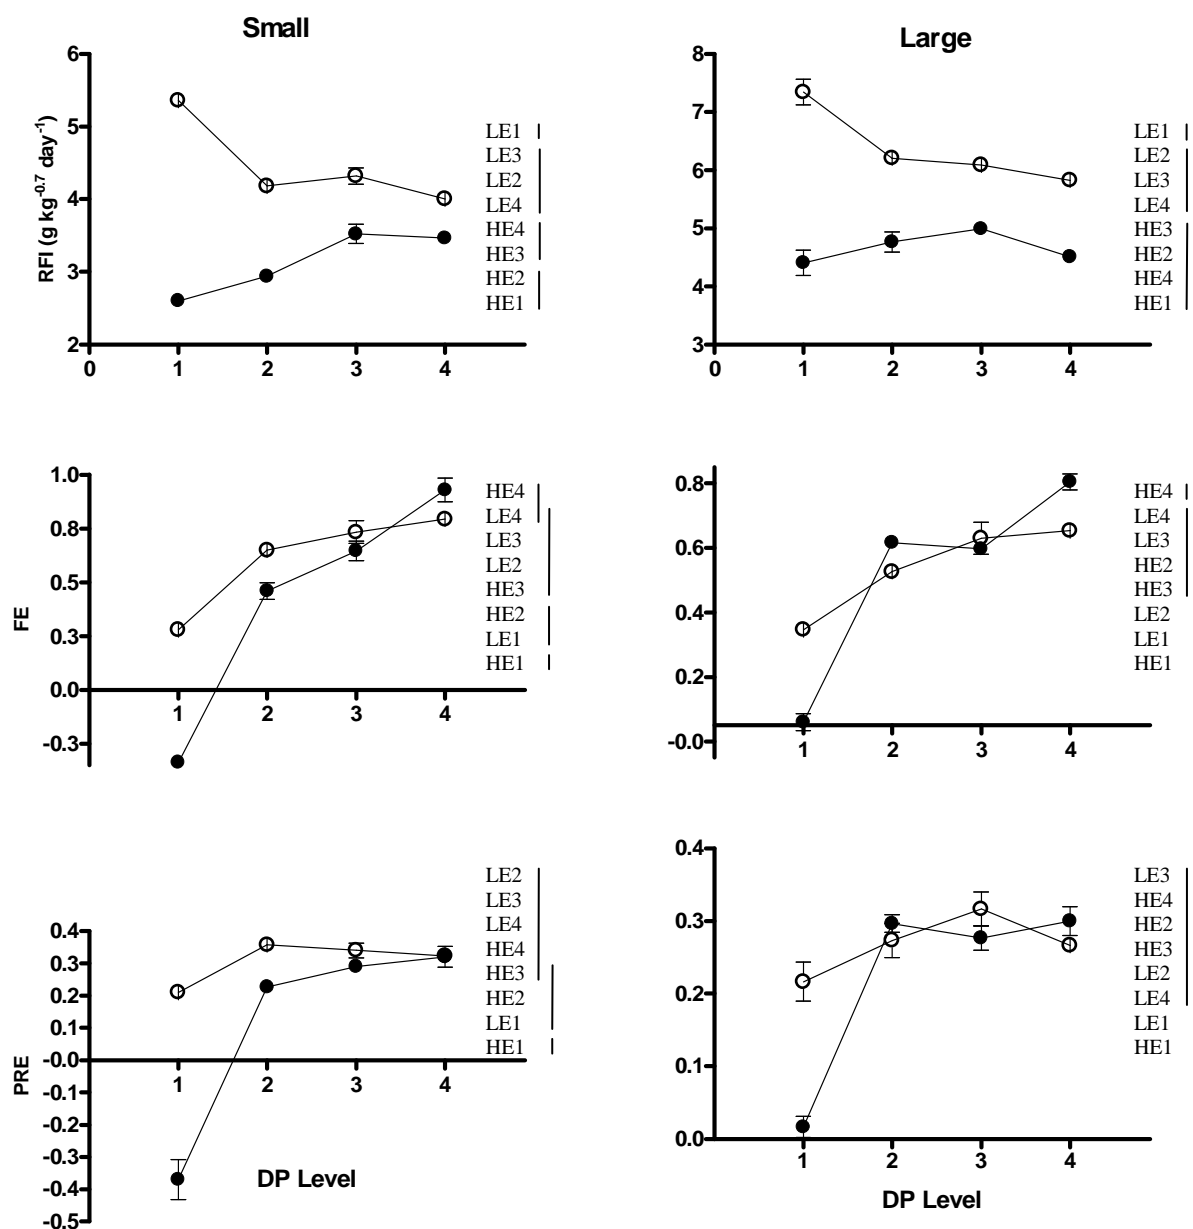 Small
6
5
4
3
2
RFI (g kg⁻⁰·⁷ day⁻¹)
0
1
2
3
4
LE1
LE3
LE2
LE4
HE4
HE3
HE2
HE1
Large
8
7
6
5
4
3
0
1
2
3
4
LE1
LE2
LE3
LE4
HE3
HE2
HE4
HE1
1.0
0.8
0.5
0.3
0.0
-0.3
FE
1
2
3
4
HE4
LE4
LE3
LE2
HE3
HE2
LE1
HE1
0.8
0.6
0.4
0.2
-0.0
1
2
3
4
HE4
LE4
LE3
HE2
HE3
LE2
LE1
HE1
0.4
0.3
0.2
0.1
-0.0
-0.1
-0.2
-0.3
-0.4
-0.5
PRE
1
2
3
4
DP Level
LE2
LE3
LE4
HE4
HE3
HE2
LE1
HE1
0.4
0.3
0.2
0.1
0.0
1
2
3
4
DP Level
LE3
HE4
HE2
HE3
LE2
LE4
LE1
HE1